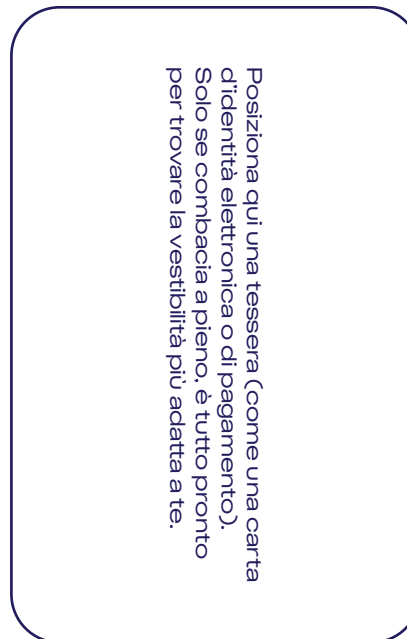 Posiziona qui una tessera (come una carta
d'identità elettronica o di pagamento).
Solo se combacia a pieno, è tutto pronto
per trovare la vestibilità più adatta a te.